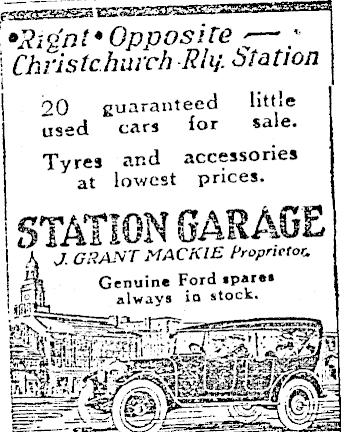 •Right•Opposite —
Christchurch Rly. Station
20 guaranteed little
used cars for sale.
Tyres and accessories
at lowest prices.
STATION GARAGE
J. GRANT MACKIE Proprietor.
Genuine Ford spares
always in stock.